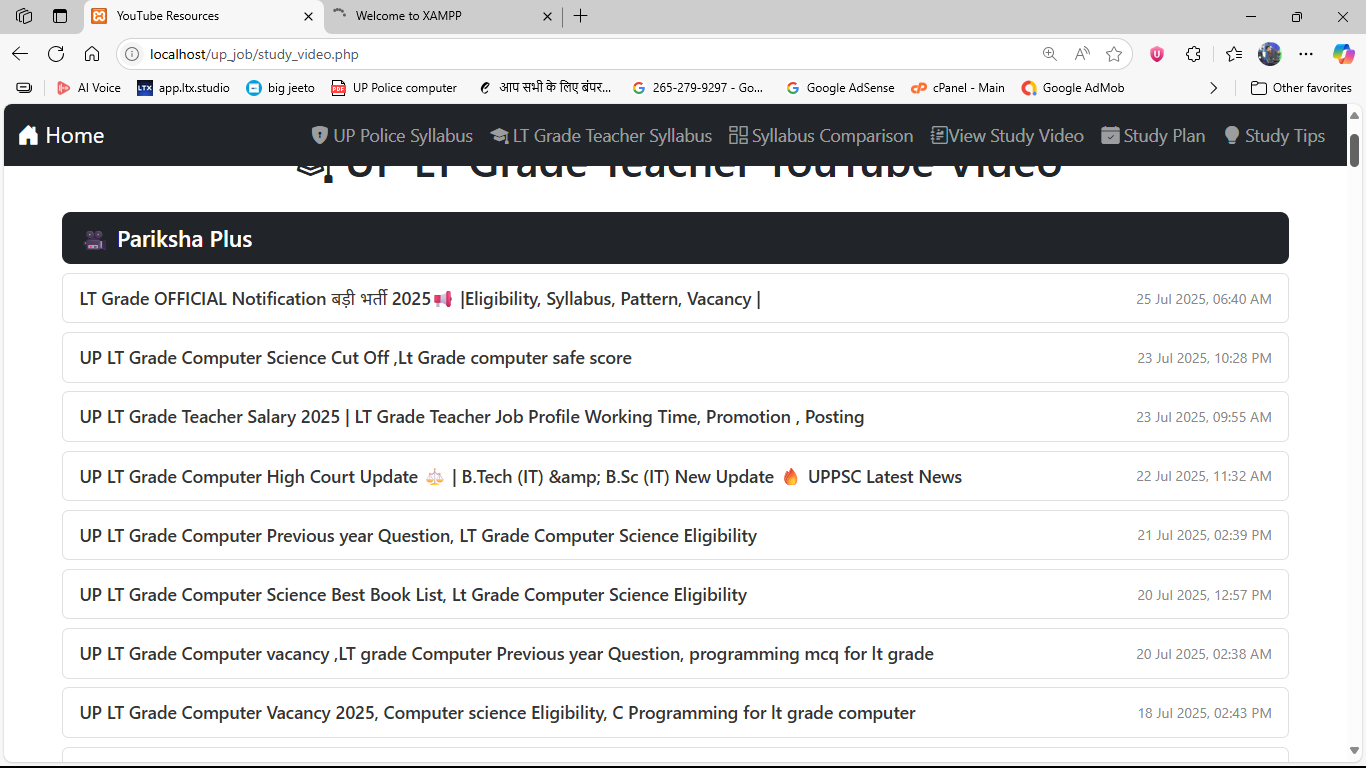 YouTube Resources
Welcome to XAMPP
localhost/up_job/study_video.php
AI Voice
LTX app.ltx.studio
big jeeto
PDF UP Police computer
आप सभी के लिए बंपर...
265-279-9297 - Go...
Google AdSense
cPanel - Main
Google AdMob
Other favorites
Home
UP Police Syllabus
LT Grade Teacher Syllabus
Syllabus Comparison
View Study Video
Study Plan
Study Tips
UP LT Grade Teacher YouTube Video
Pariksha Plus
LT Grade OFFICIAL Notification बड़ी भर्ती 2025📢 |Eligibility, Syllabus, Pattern, Vacancy | 25 Jul 2025, 06:40 AM
UP LT Grade Computer Science Cut Off ,Lt Grade computer safe score 23 Jul 2025, 10:28 PM
UP LT Grade Teacher Salary 2025 | LT Grade Teacher Job Profile Working Time, Promotion , Posting 23 Jul 2025, 09:55 AM
UP LT Grade Computer High Court Update ⚖️ | B.Tech (IT) &amp; B.Sc (IT) New Update 🔥 UPPSC Latest News 22 Jul 2025, 11:32 AM
UP LT Grade Computer Previous year Question, LT Grade Computer Science Eligibility 21 Jul 2025, 02:39 PM
UP LT Grade Computer Science Best Book List, Lt Grade Computer Science Eligibility 20 Jul 2025, 12:57 PM
UP LT Grade Computer vacancy ,LT grade Computer Previous year Question, programming mcq for lt grade 20 Jul 2025, 02:38 AM
UP LT Grade Computer Vacancy 2025, Computer science Eligibility, C Programming for lt grade computer 18 Jul 2025, 02:43 PM